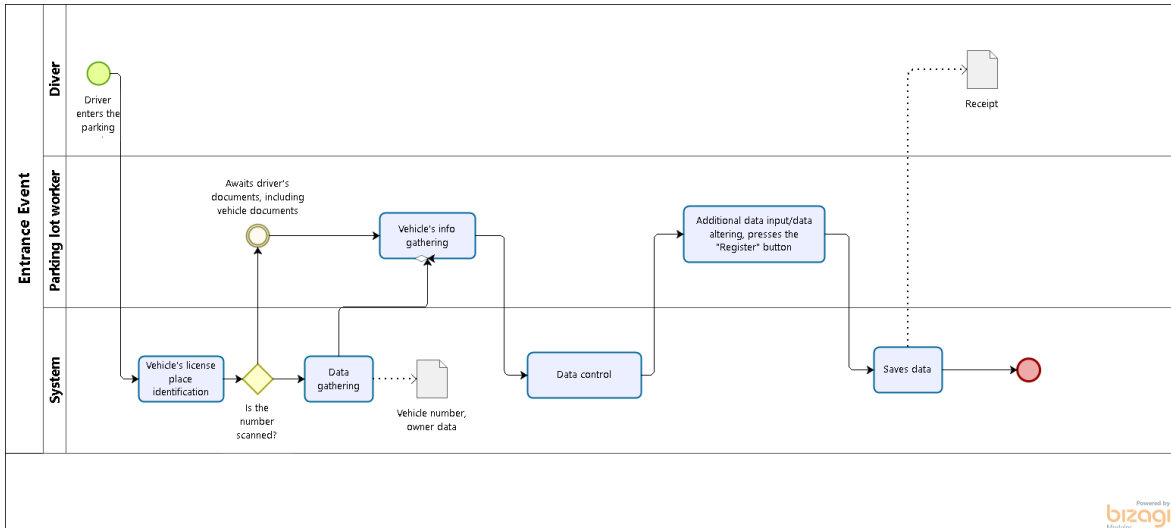 Entrance Event
Diver
Driver
enters the
parking
Receipt
Parking lot worker
Awaits driver's
documents, including
vehicle documents
Vehicle's info
gathering
Additional data input/data
altering, presses the
"Register" button
System
Vehicle's license
place
identification
Is the
number
scanned?
Data
gathering
Vehicle number,
owner data
Data control
Saves data
Powered by
bizagi
Modeler